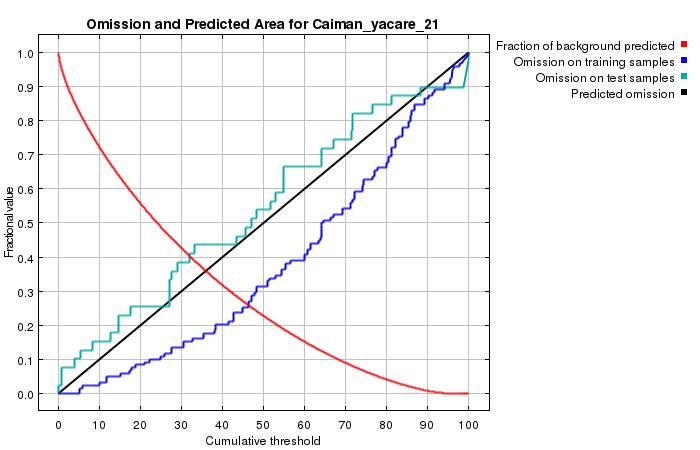 Omission and Predicted Area for Caiman_yacare_21
Fraction of background predicted
Omission on training samples
Omission on test samples
Predicted omission
Fractional value
1.0
0.9
0.8
0.7
0.6
0.5
0.4
0.3
0.2
0.1
0.0
0 10 20 30 40 50 60 70 80 90 100
Cumulative threshold